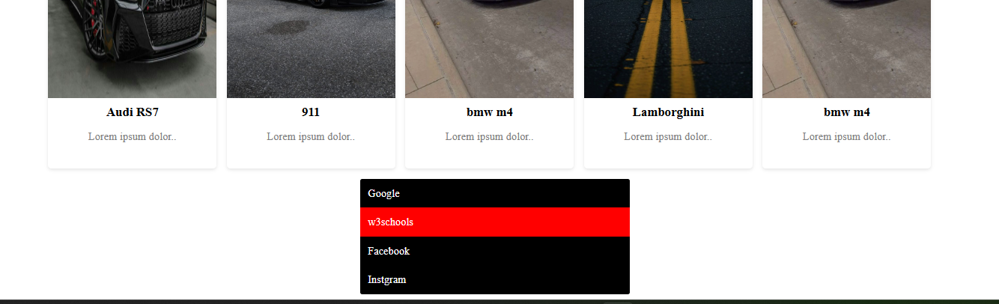 Audi RS7
Lorem ipsum dolor..
911
Lorem ipsum dolor..
bmw m4
Lorem ipsum dolor..
Lamborghini
Lorem ipsum dolor..
bmw m4
Lorem ipsum dolor..
Google
w3schools
Facebook
Instgram